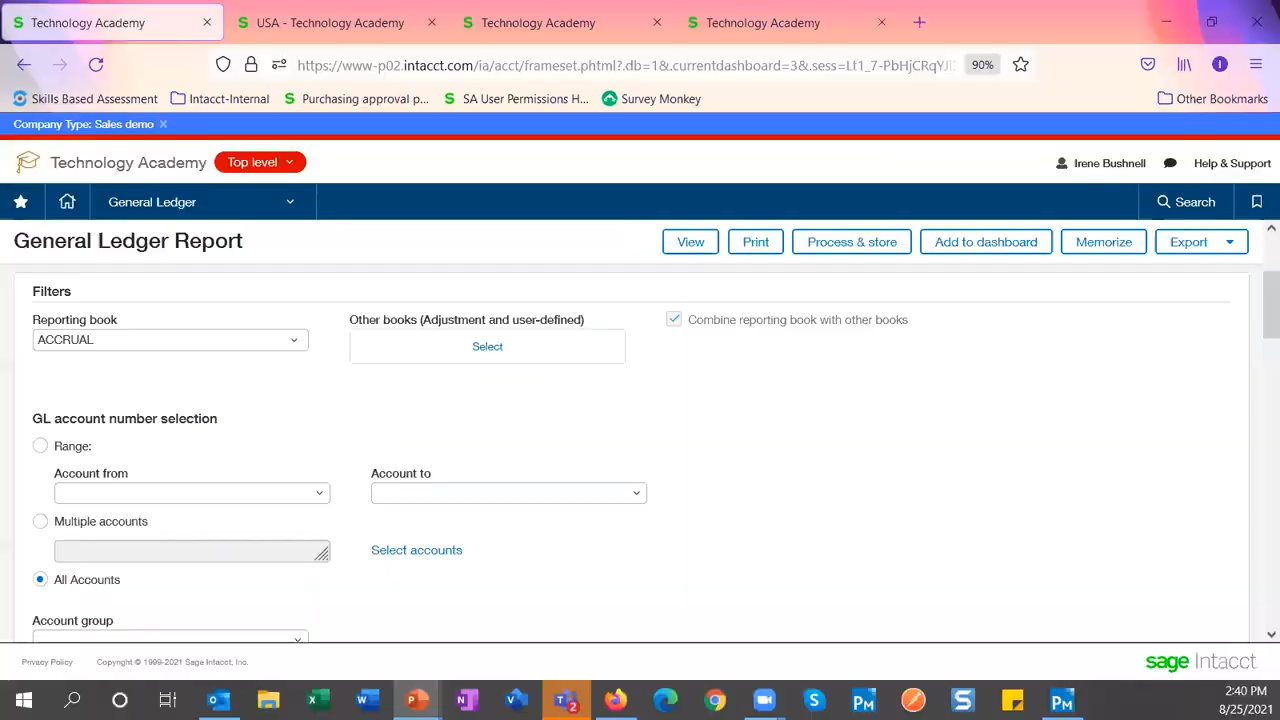 S Technology Academy
S USA - Technology Academy
S Technology Academy
S Technology Academy
https://www-p02.intacct.com/ia/acct/frameset.phtml?.db=1&.currentdashboard=3&.sess=Lt1_7-PbHjCRqYJi
90%
Skills Based Assessment
Intacct-Internal
S Purchasing approval p...
S SA User Permissions H...
Survey Monkey
Other Bookmarks
Company Type: Sales demo
Technology Academy
Top level
Irene Bushnell
Help & Support
General Ledger
Search
General Ledger Report
View
Print
Process & store
Add to dashboard
Memorize
Export
Filters
Reporting book
Other books (Adjustment and user-defined)
Combine reporting book with other books
ACCRUAL
Select
GL account number selection
Range:
Account from
Account to
Multiple accounts
Select accounts
All Accounts
Account group
Privacy Policy
Copyright © 1999-2021 Sage Intacct, Inc.
sage Intacct
2:40 PM
8/25/2021